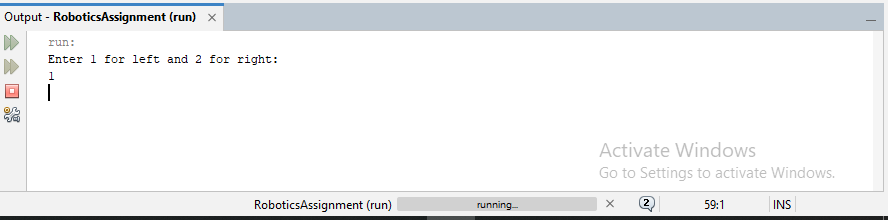 Output - RoboticsAssignment (run) ×
run:
Enter 1 for left and 2 for right:
1
Activate Windows
Go to Settings to activate Windows.
RoboticsAssignment (run) running... × 2 59:1 INS